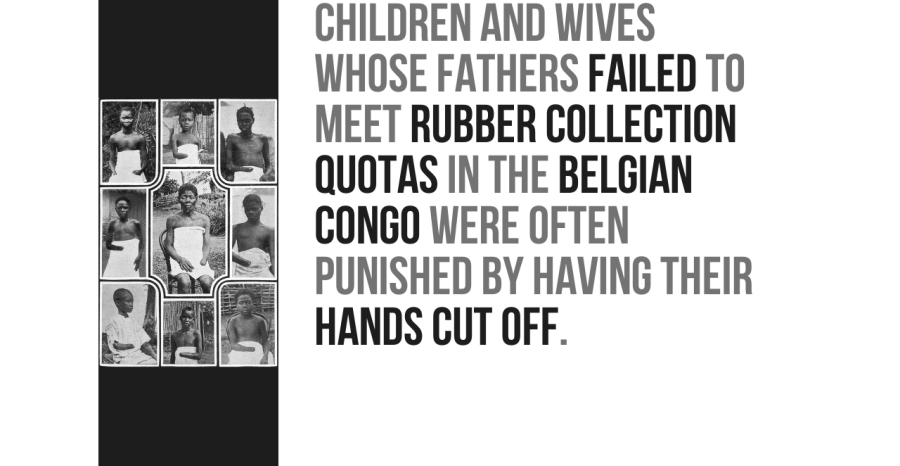 CHILDREN AND WIVES
WHOSE FATHERS FAILED TO
MEET RUBBER COLLECTION
QUOTAS IN THE BELGIAN
CONGO WERE OFTEN
PUNISHED BY HAVING THEIR
HANDS CUT OFF.